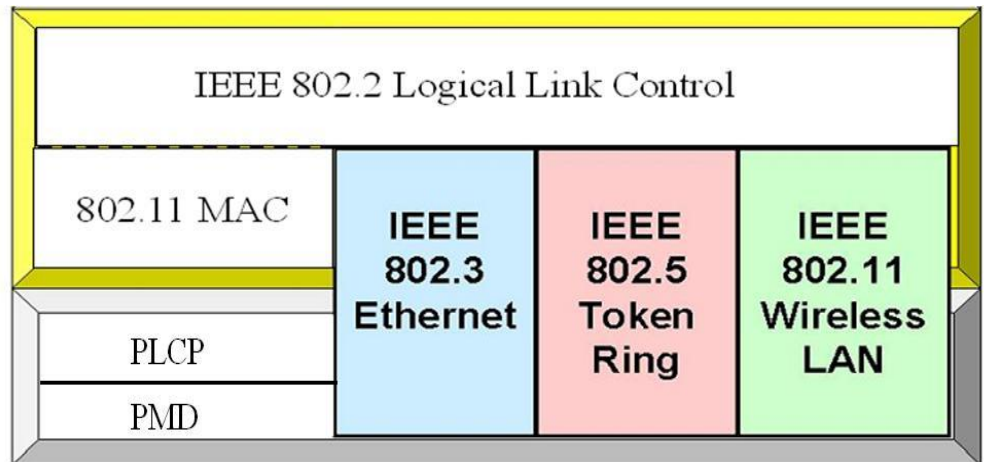 IEEE 802.2 Logical Link Control
802.11 MAC
PLCP
PMD
IEEE
802.3
Ethernet
IEEE
802.5
Token
Ring
IEEE
802.11
Wireless
LAN